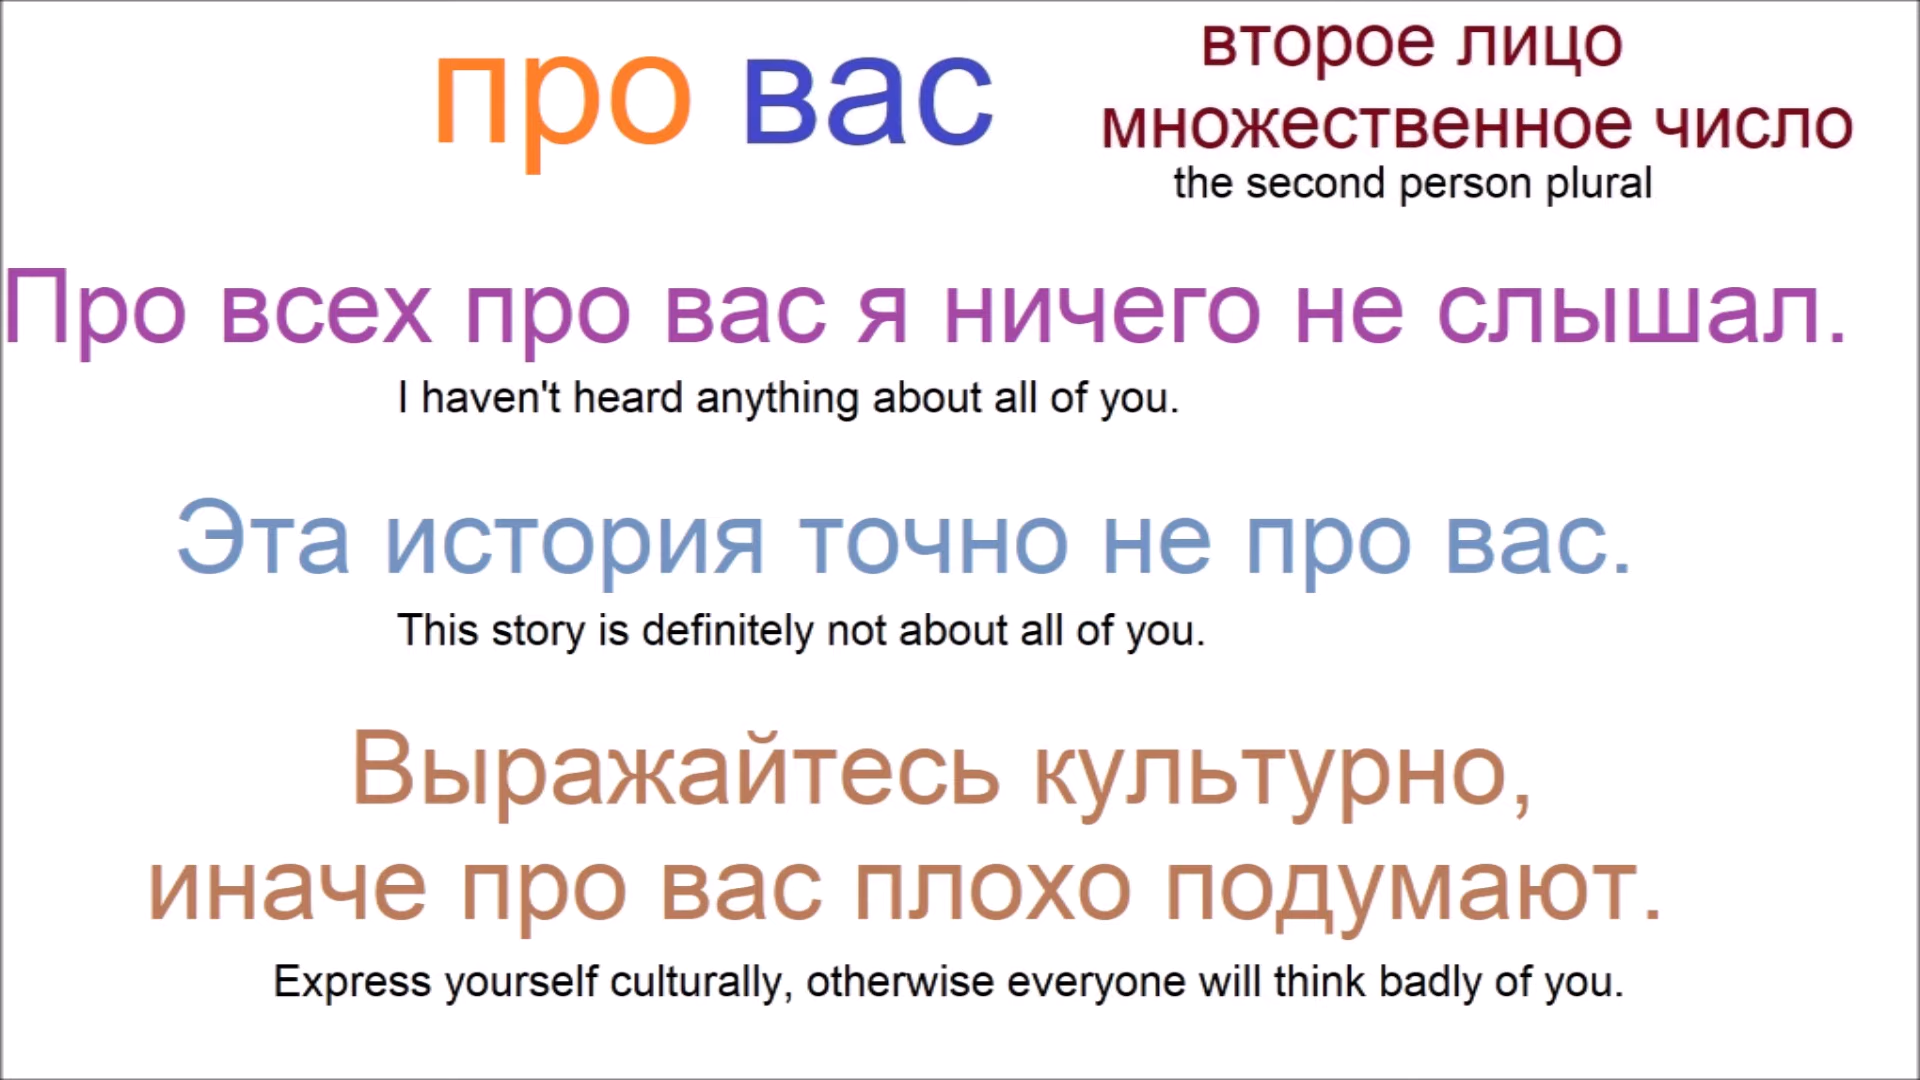 про вас
второе лицо
множественное число
the second person plural
Про всех про вас я ничего не слышал.
I haven't heard anything about all of you.
Эта история точно не про вас.
This story is definitely not about all of you.
Выражайтесь культурно,
иначе про вас плохо подумают.
Express yourself culturally, otherwise everyone will think badly of you.